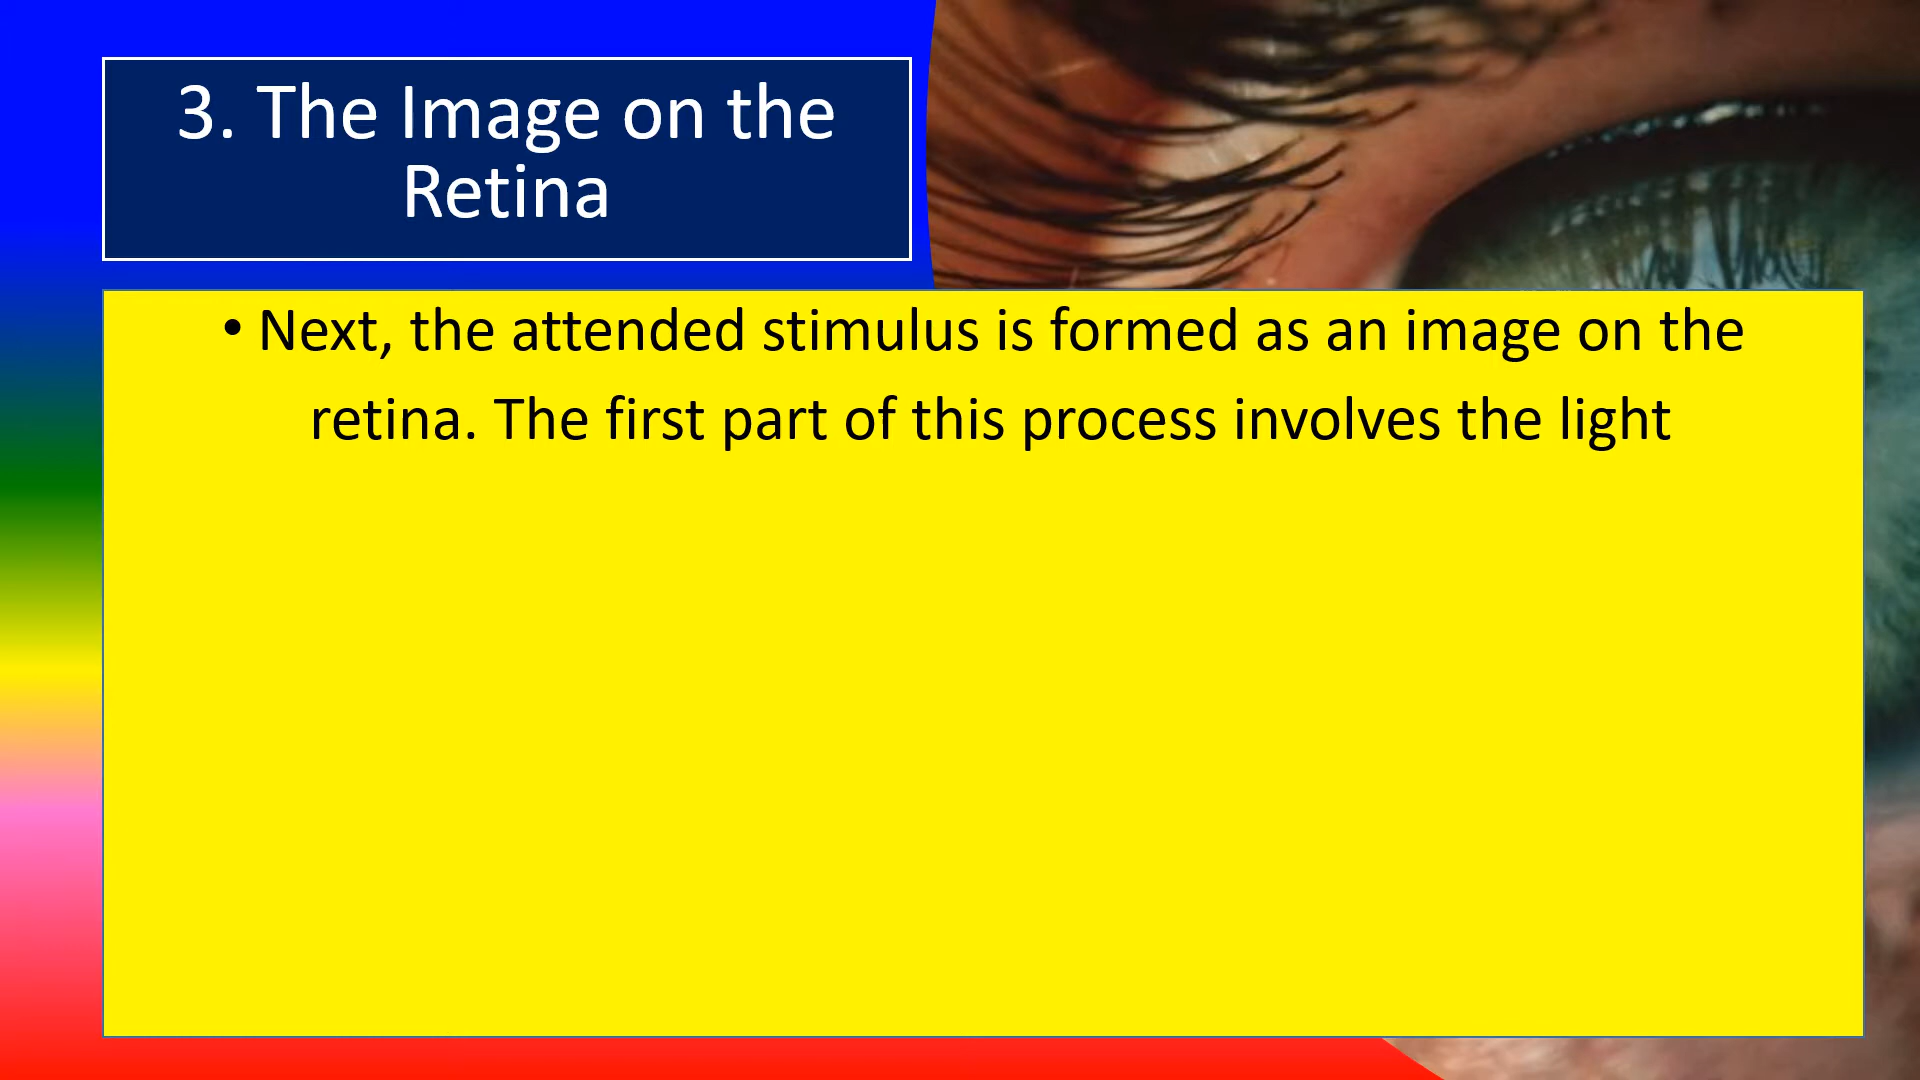 3. The Image on the
Retina
• Next, the attended stimulus is formed as an image on the
retina. The first part of this process involves the light